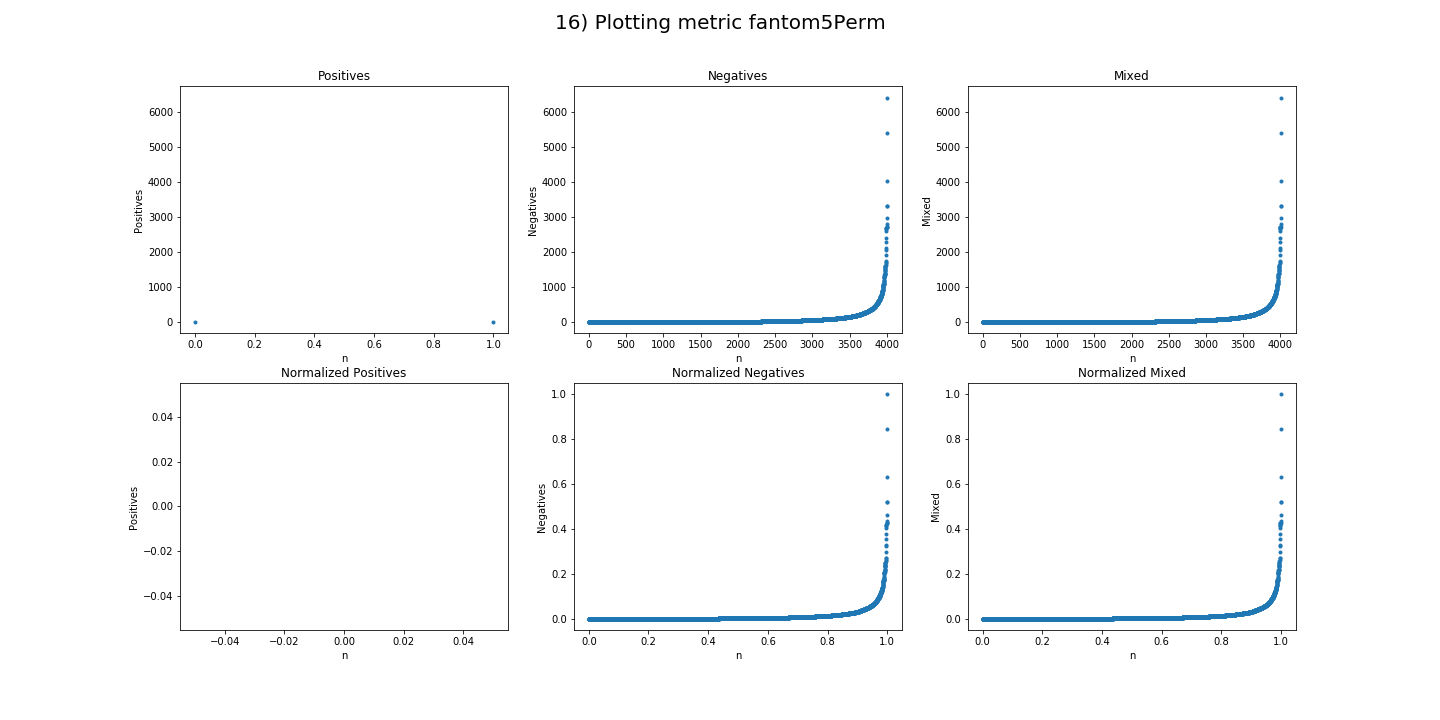 16) Plotting metric fantom5Perm
Positives
Positives
6000
5000
4000
3000
2000
1000
0
0.0 0.2 0.4 0.6 0.8 1.0
n
Negatives
Negatives
6000
5000
4000
3000
2000
1000
0
0 500 1000 1500 2000 2500 3000 3500 4000
n
Mixed
Mixed
6000
5000
4000
3000
2000
1000
0
0 500 1000 1500 2000 2500 3000 3500 4000
n
Normalized Positives
Positives
0.04
0.02
0.00
−0.02
−0.04
−0.04 −0.02 0.00 0.02 0.04
n
Normalized Negatives
Negatives
1.0
0.8
0.6
0.4
0.2
0.0
0.0 0.2 0.4 0.6 0.8 1.0
n
Normalized Mixed
Mixed
1.0
0.8
0.6
0.4
0.2
0.0
0.0 0.2 0.4 0.6 0.8 1.0
n